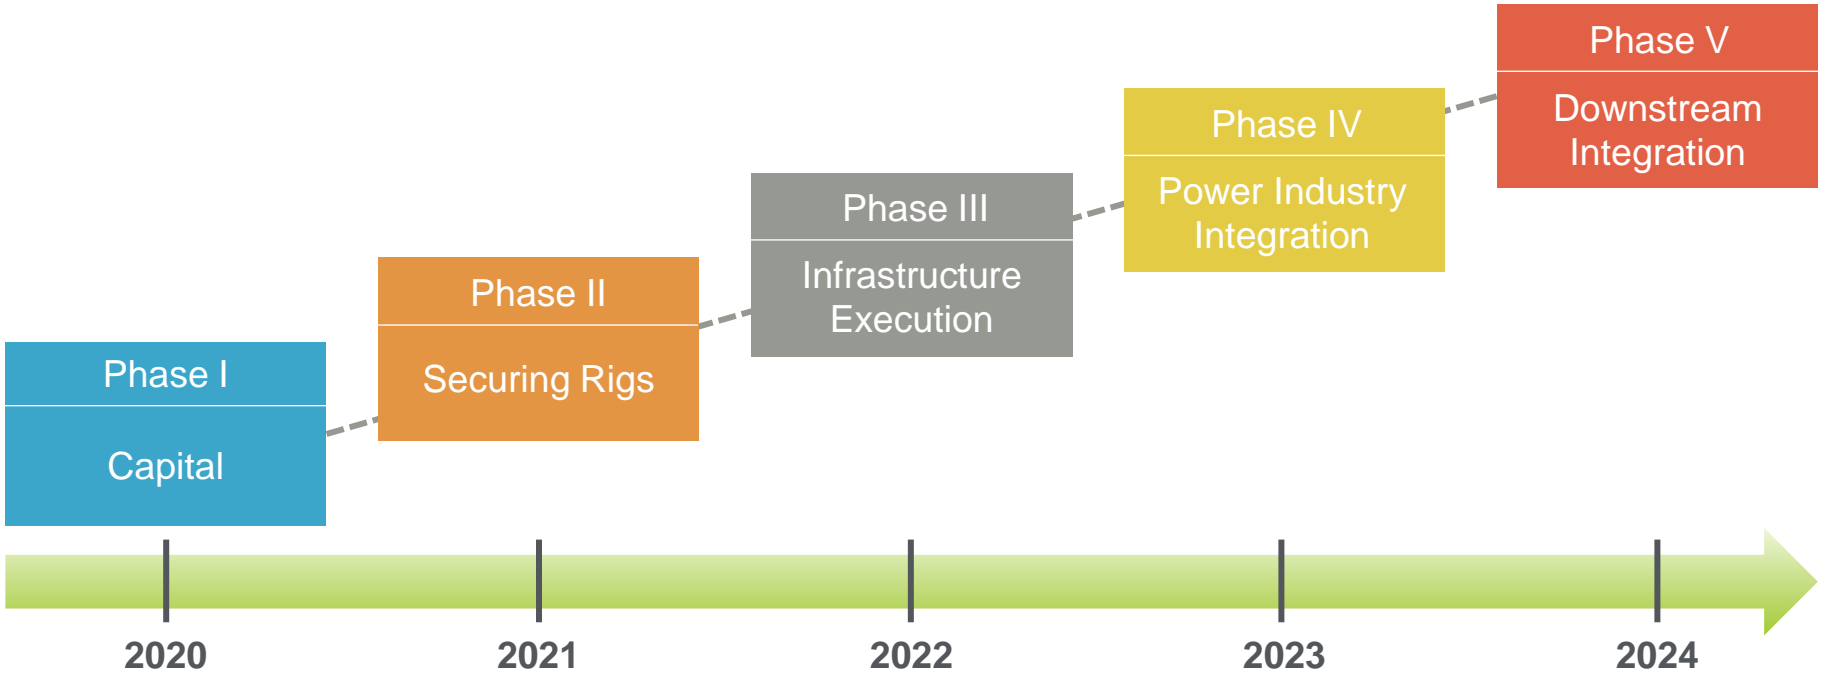 Phase I
Capital
Phase II
Securing Rigs
Phase III
Infrastructure
Execution
Phase IV
Power Industry
Integration
Phase V
Downstream
Integration
2020
2021
2022
2023
2024